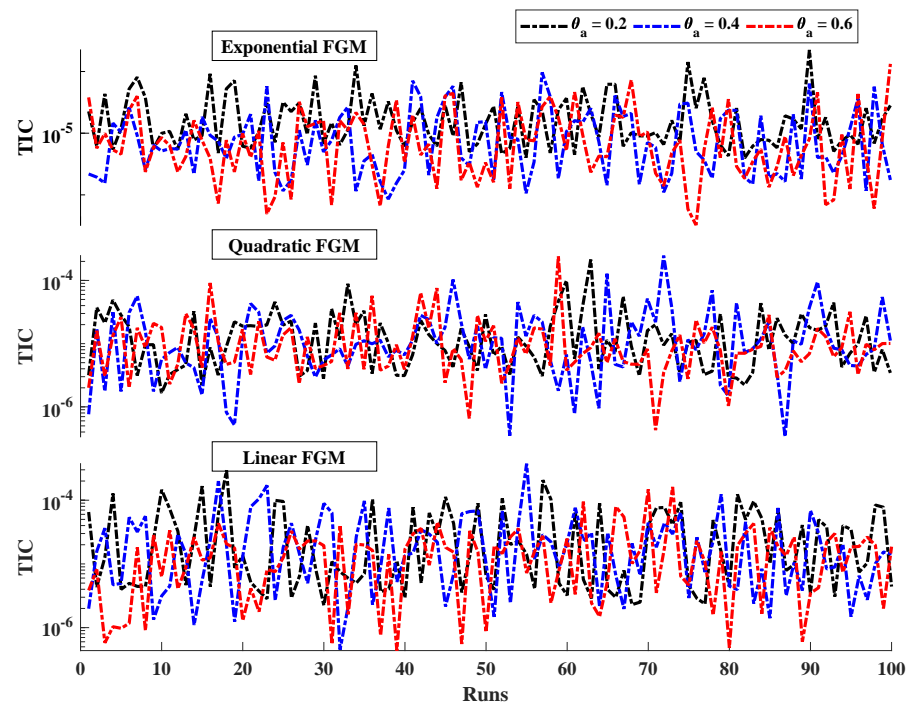 θa = 0.2 θa = 0.4 θa = 0.6
Exponential FGM
TIC
10-5
Quadratic FGM
TIC
10-4
10-6
Linear FGM
TIC
10-4
10-6
0 10 20 30 40 50 60 70 80 90 100
Runs